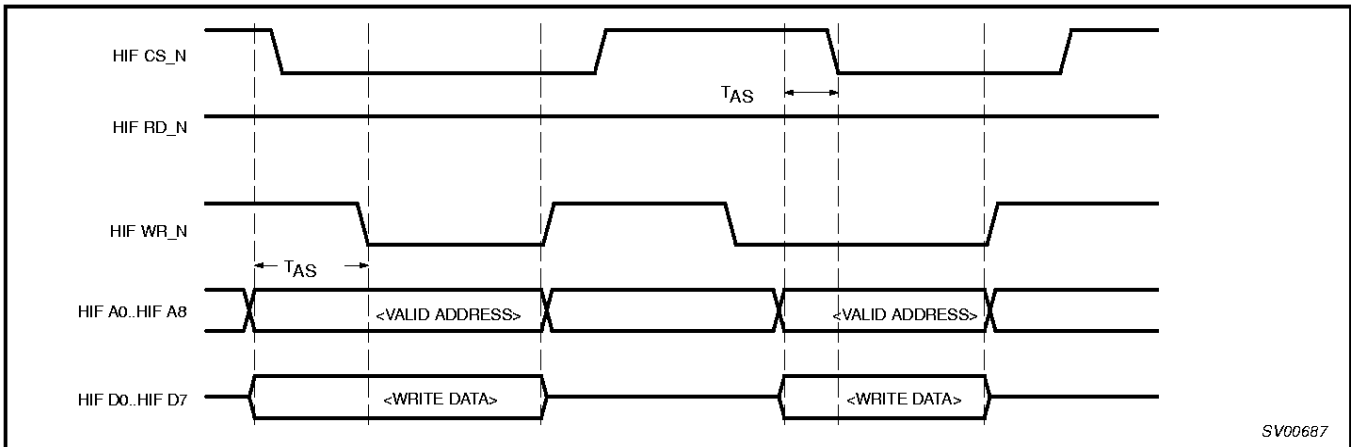 HIF CS_N
TAS
HIF RD_N
HIF WR_N
TAS
HIF A0..HIF A8 <VALID ADDRESS> <VALID ADDRESS>
HIF D0..HIF D7 <WRITE DATA> <WRITE DATA>
SV00687